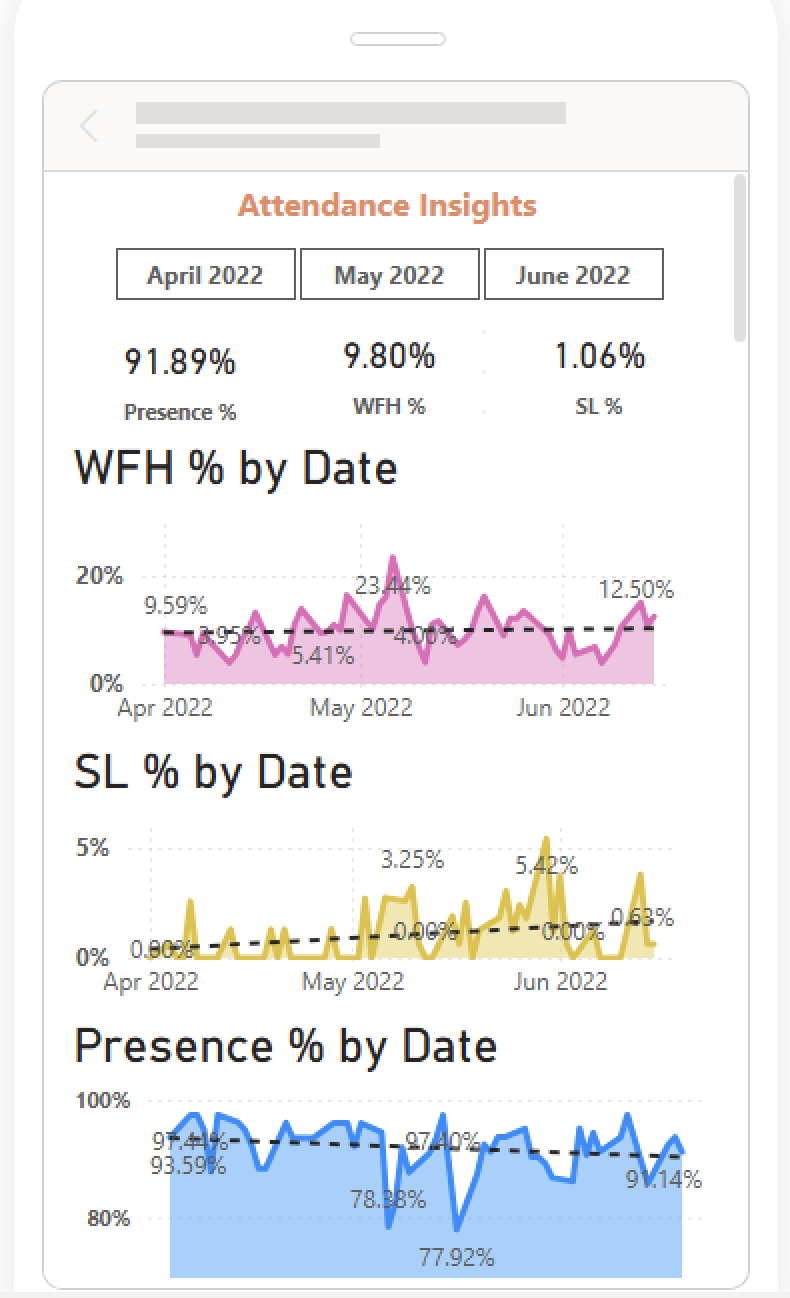 Attendance Insights
April 2022 May 2022 June 2022
91.89% 9.80% 1.06%
Presence % WFH % SL %
WFH % by Date
20%
9.59% 23.44% 12.50%
3.95% 4.00%
5.41%
0%
Apr 2022 May 2022 Jun 2022
SL % by Date
5%
3.25% 5.42%
0.63%
0.00% 0.00%
0.00%
0%
Apr 2022 May 2022 Jun 2022
Presence % by Date
100%
97.44% 97.40%
93.59%
91.14%
78.38%
80%
77.92%